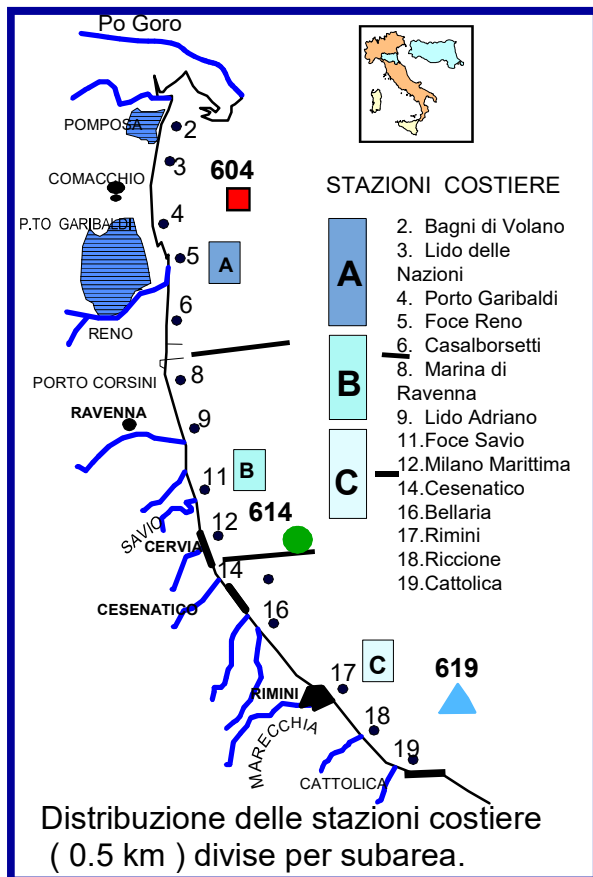 Po Goro
POMPOSA
2
3
604
COMACCHIO
STAZIONI COSTIERE
P.TO GARIBALDI
4
5
A
6
RENO
A
B
C
2. Bagni di Volano
3. Lido delle
Nazioni
4. Porto Garibaldi
5. Foce Reno
6. Casalborsetti
8. Marina di
Ravenna
9. Lido Adriano
11.Foce Savio
12.Milano Marittima
14.Cesenatico
16.Bellaria
17.Rimini
18.Riccione
19.Cattolica
PORTO CORSINI
8
RAVENNA
9
B
11
SAVIO
12
614
CERVIA
14
CESENATICO
16
C
17
619
RIMINI
MARECCHIA
18
19
CATTOLICA
Distribuzione delle stazioni costiere
( 0.5 km ) divise per subarea.